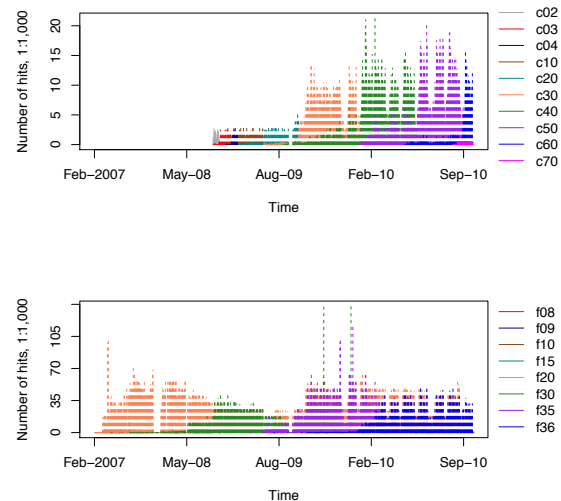 Number of hits, 1:1,000
20
15
10
5
0
Feb–2007
May–08
Aug–09
Feb–10
Sep–10
Time
c02
c03
c04
c10
c20
c30
c40
c50
c60
c70
Number of hits, 1:1,000
105
70
35
0
Feb–2007
May–08
Aug–09
Feb–10
Sep–10
Time
f08
f09
f10
f15
f20
f30
f35
f36